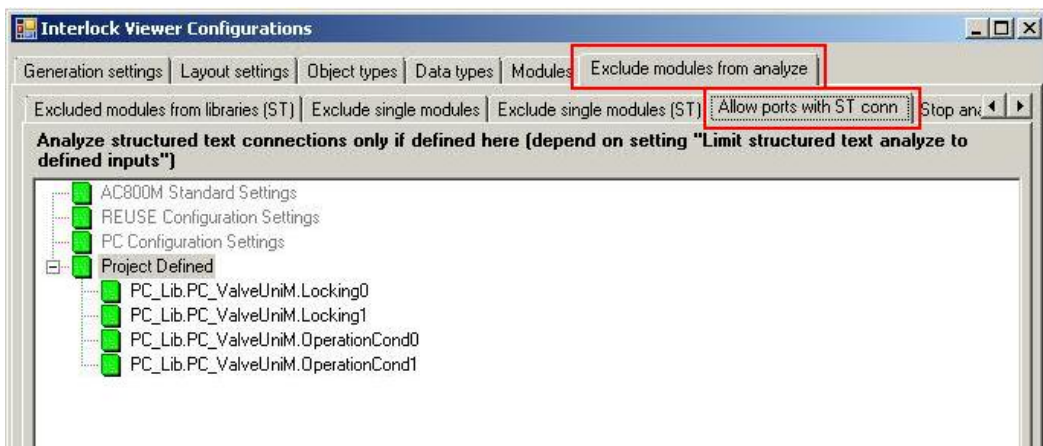 Interlock Viewer Configurations
Generation settings Layout settings Object types Data types Modules Exclude modules from analyze
Excluded modules from libraries (ST) Exclude single modules Exclude single modules (ST) Allow ports with ST conn Stop ana
Analyze structured text connections only if defined here (depend on setting "Limit structured text analyze to
defined inputs")
AC800M Standard Settings
REUSE Configuration Settings
PC Configuration Settings
Project Defined
PC_Lib.PC_ValveUniM.Locking0
PC_Lib.PC_ValveUniM.Locking1
PC_Lib.PC_ValveUniM.OperationCond0
PC_Lib.PC_ValveUniM.OperationCond1